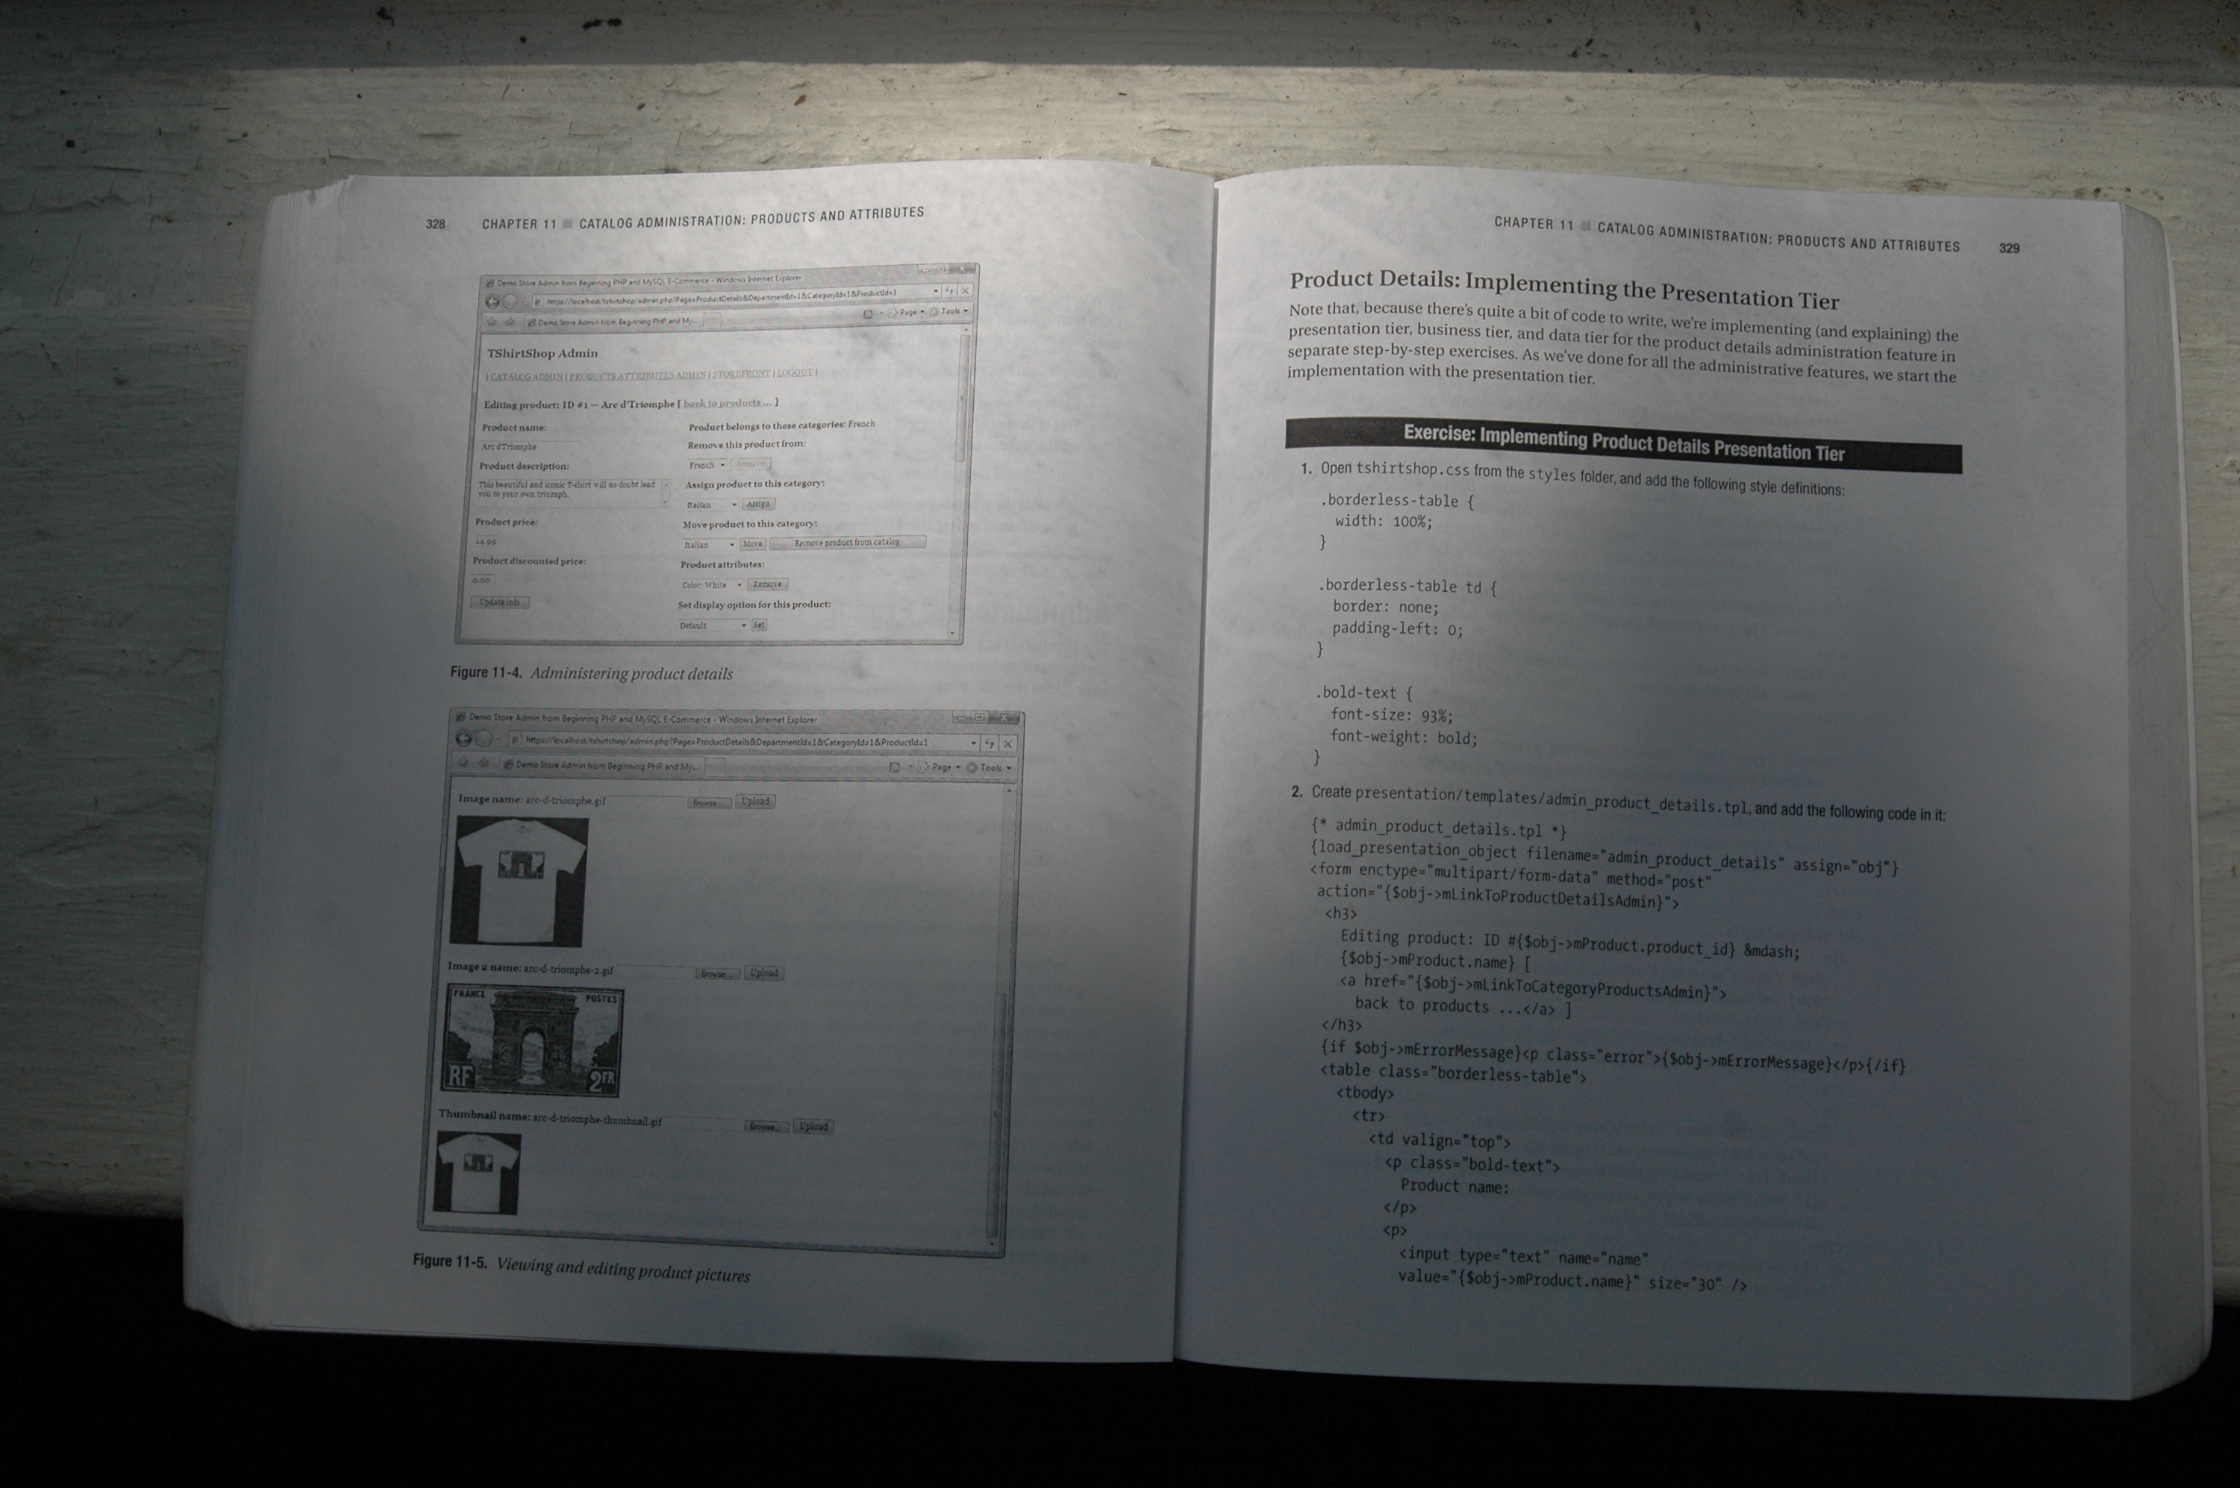 328 CHAPTER 11 ■ CATALOG ADMINISTRATION: PRODUCTS AND ATTRIBUTES
Demo Store Admin from Beginning PHP and MySQL E-Commerce - Windows Internet Explorer
https://localhost/tshirtshop/admin.php?Page=ProductDetails&DepartmentId=1&CategoryId=1&ProductId=1
Demo Store Admin from Beginning PHP and My... Page Tools
TShirtShop Admin
| CATALOG ADMIN | PRODUCTS ATTRIBUTES ADMIN | STOREFRONT | LOGOUT |
Editing product: ID #1 — Arc d'Triomphe [ back to products ... ]
Product name:
Arc d'Triomphe
Product description:
This beautiful and iconic T-shirt will no doubt lead
you to your own triumph.
Product price:
14.99
Product discounted price:
0.00
Update info
Product belongs to these categories: French
Remove this product from:
French Remove
Assign product to this category:
Italian Assign
Move product to this category:
Italian Move Remove product from catalog
Product attributes:
Color: White Remove
Set display option for this product:
Default Set
Figure 11-4. Administering product details
Demo Store Admin from Beginning PHP and MySQL E-Commerce - Windows Internet Explorer
https://localhost/tshirtshop/admin.php?Page=ProductDetails&DepartmentId=1&CategoryId=1&ProductId=1
Demo Store Admin from Beginning PHP and My... Page Tools
Image name: arc-d-triomphe.gif Browse... Upload
Image 2 name: arc-d-triomphe-2.gif Browse... Upload
FRANCE POSTES
RF 2FR
Thumbnail name: arc-d-triomphe-thumbnail.gif Browse... Upload
Figure 11-5. Viewing and editing product pictures
CHAPTER 11 ■ CATALOG ADMINISTRATION: PRODUCTS AND ATTRIBUTES 329
Product Details: Implementing the Presentation Tier
Note that, because there's quite a bit of code to write, we're implementing (and explaining) the
presentation tier, business tier, and data tier for the product details administration feature in
separate step-by-step exercises. As we've done for all the administrative features, we start the
implementation with the presentation tier.
Exercise: Implementing Product Details Presentation Tier
1. Open tshirtshop.css from the styles folder, and add the following style definitions:
.borderless-table {
width: 100%;
}
.borderless-table td {
border: none;
padding-left: 0;
}
.bold-text {
font-size: 93%;
font-weight: bold;
}
2. Create presentation/templates/admin_product_details.tpl, and add the following code in it:
{* admin_product_details.tpl *}
{load_presentation_object filename="admin_product_details" assign="obj"}
<form enctype="multipart/form-data" method="post"
action="{$obj->mLinkToProductDetailsAdmin}">
<h3>
Editing product: ID #{$obj->mProduct.product_id} &mdash;
{$obj->mProduct.name} [
<a href="{$obj->mLinkToCategoryProductsAdmin}">
back to products ...</a> ]
</h3>
{if $obj->mErrorMessage}<p class="error">{$obj->mErrorMessage}</p>{/if}
<table class="borderless-table">
<tbody>
<tr>
<td valign="top">
<p class="bold-text">
Product name:
</p>
<p>
<input type="text" name="name"
value="{$obj->mProduct.name}" size="30" />